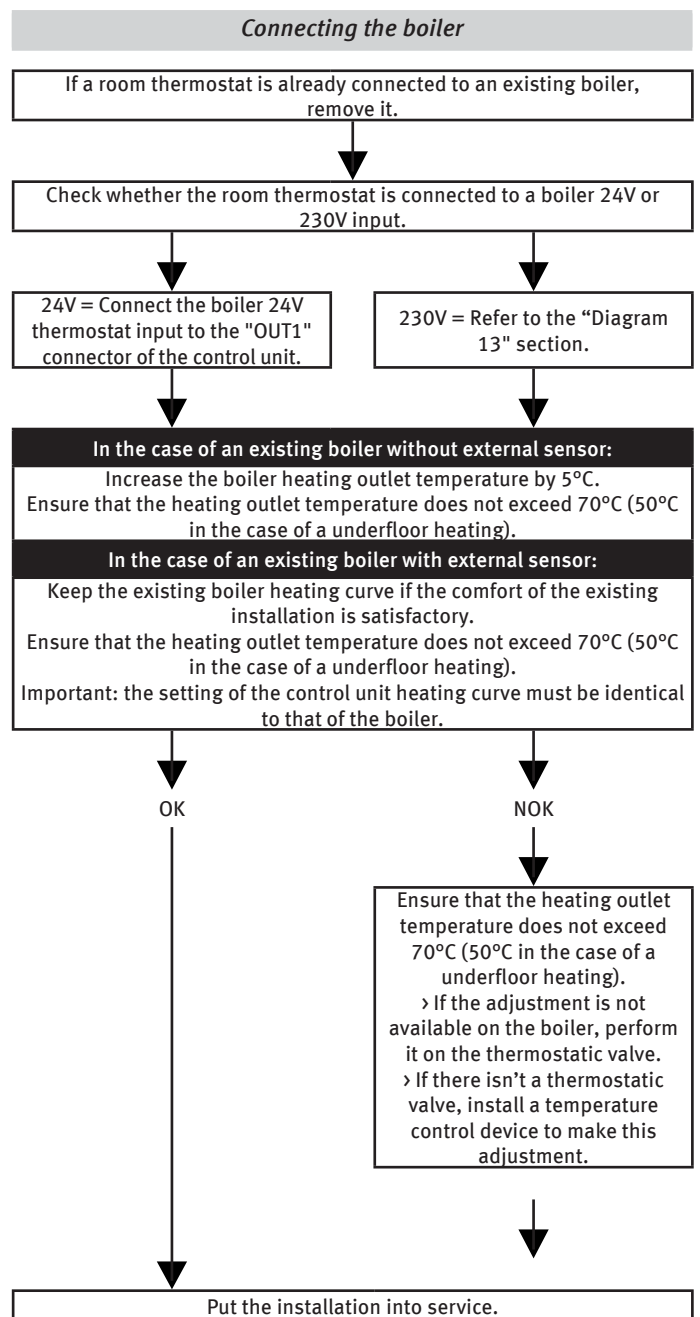 Connecting the boiler
If a room thermostat is already connected to an existing boiler,
remove it.
Check whether the room thermostat is connected to a boiler 24V or
230V input.
24V = Connect the boiler 24V
thermostat input to the "OUT1"
connector of the control unit.
230V = Refer to the “Diagram
13" section.
In the case of an existing boiler without external sensor:
Increase the boiler heating outlet temperature by 5°C.
Ensure that the heating outlet temperature does not exceed 70°C (50°C
in the case of a underfloor heating).
In the case of an existing boiler with external sensor:
Keep the existing boiler heating curve if the comfort of the existing
installation is satisfactory.
Ensure that the heating outlet temperature does not exceed 70°C (50°C
in the case of a underfloor heating).
Important: the setting of the control unit heating curve must be identical
to that of the boiler.
OK
NOK
Ensure that the heating outlet
temperature does not exceed
70°C (50°C in the case of a
underfloor heating).
> If the adjustment is not
available on the boiler, perform
it on the thermostatic valve.
> If there isn’t a thermostatic
valve, install a temperature
control device to make this
adjustment.
Put the installation into service.